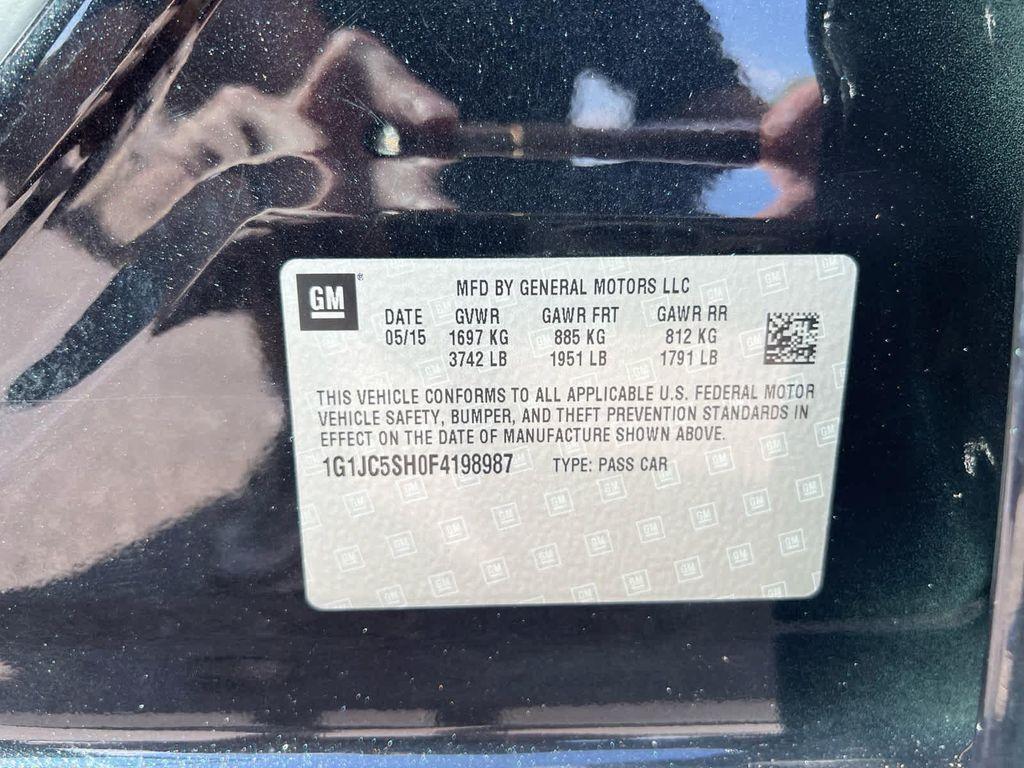 GM
MFD BY GENERAL MOTORS LLC
DATE GVWR GAWR FRT GAWR RR
05/15 1697 KG 885 KG 812 KG
3742 LB 1951 LB 1791 LB
THIS VEHICLE CONFORMS TO ALL APPLICABLE U.S. FEDERAL MOTOR
VEHICLE SAFETY, BUMPER, AND THEFT PREVENTION STANDARDS IN
EFFECT ON THE DATE OF MANUFACTURE SHOWN ABOVE.
1G1JC5SH0F4198987 TYPE: PASS CAR